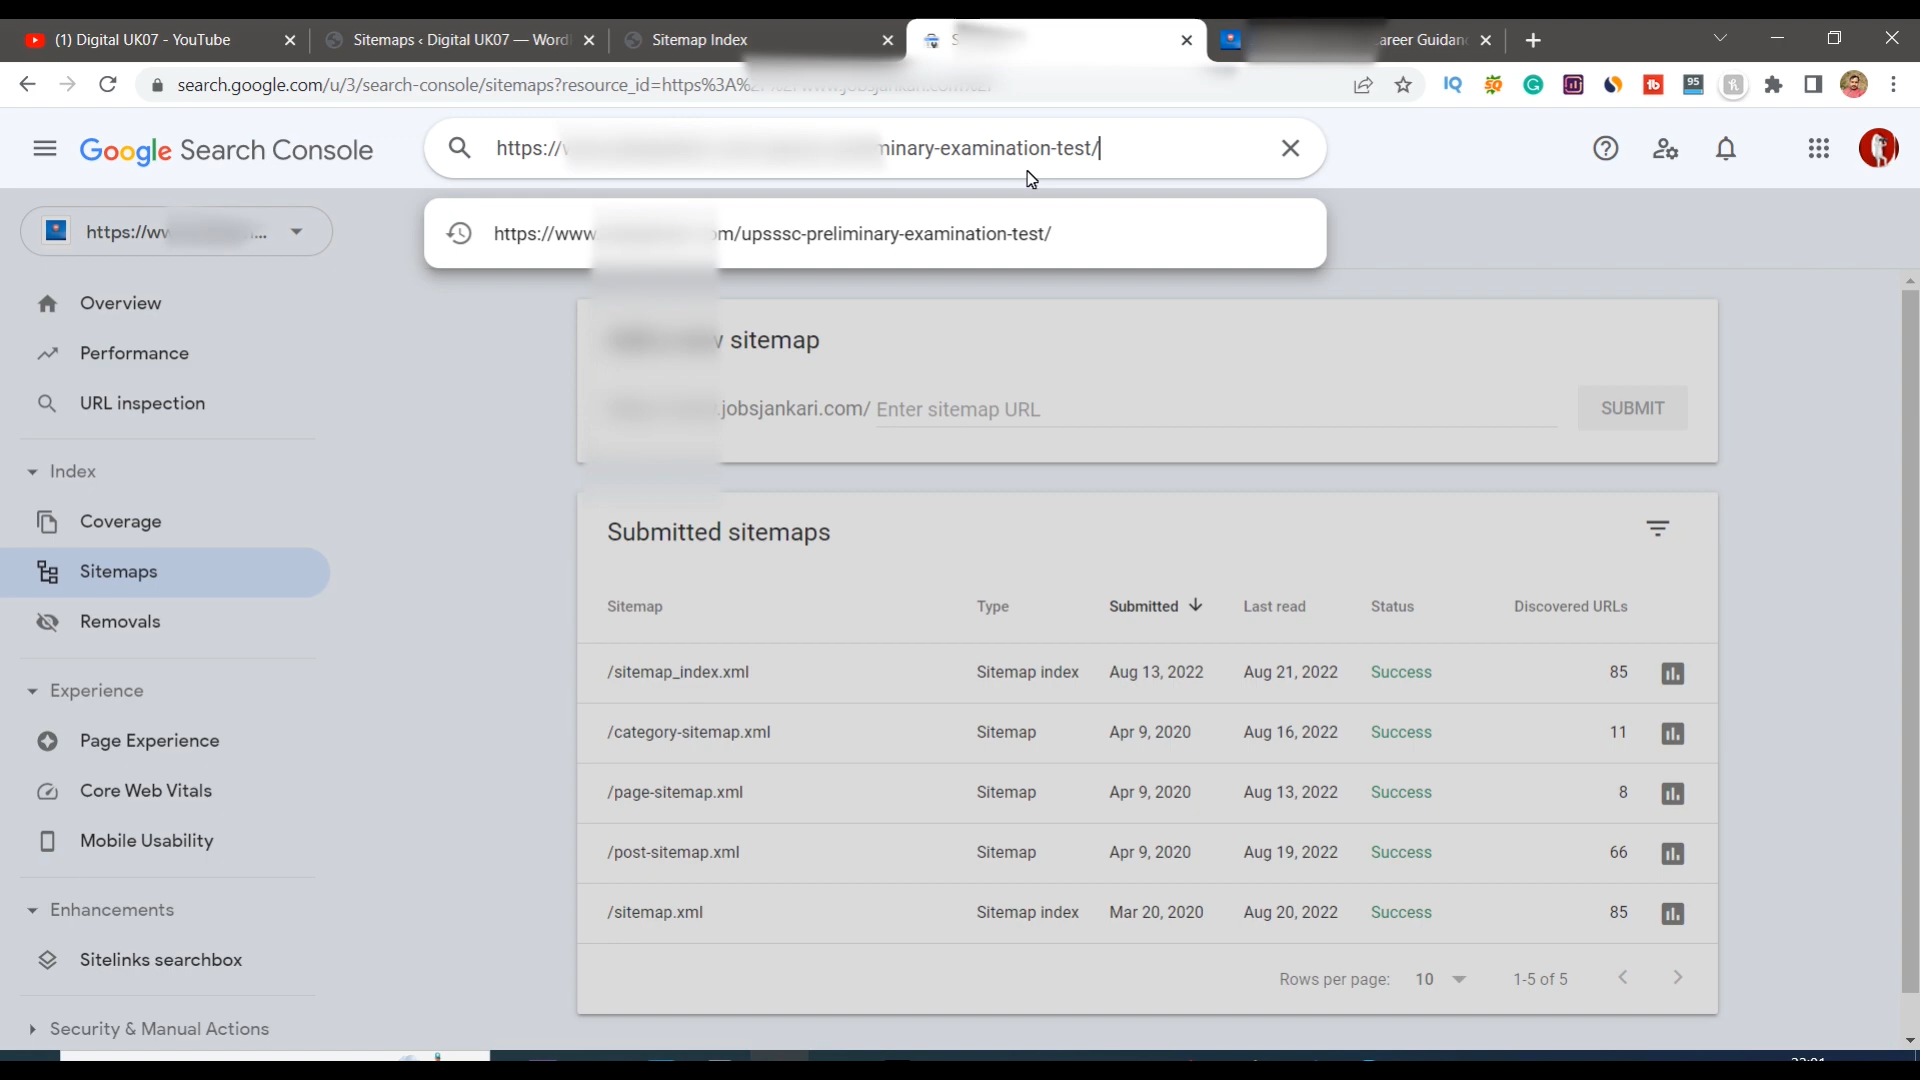 (1) Digital UK07 - YouTube
Sitemaps ‹ Digital UK07 — Word
Sitemap Index
S
areer Guidan
search.google.com/u/3/search-console/sitemaps?resource_id=https%3A%
IQ
95
Google Search Console
https://
minary-examination-test/
https://ww
...
https://www.
om/upsssc-preliminary-examination-test/
Overview
Performance
URL inspection
Index
Coverage
Sitemaps
Removals
Experience
Page Experience
Core Web Vitals
Mobile Usability
Enhancements
Sitelinks searchbox
Security & Manual Actions
sitemap
.jobsjankari.com/ Enter sitemap URL
SUBMIT
Submitted sitemaps
Sitemap Type Submitted Last read Status Discovered URLs
/sitemap_index.xml Sitemap index Aug 13, 2022 Aug 21, 2022 Success 85
/category-sitemap.xml Sitemap Apr 9, 2020 Aug 16, 2022 Success 11
/page-sitemap.xml Sitemap Apr 9, 2020 Aug 13, 2022 Success 8
/post-sitemap.xml Sitemap Apr 9, 2020 Aug 19, 2022 Success 66
/sitemap.xml Sitemap index Mar 20, 2020 Aug 20, 2022 Success 85
Rows per page: 10 1-5 of 5